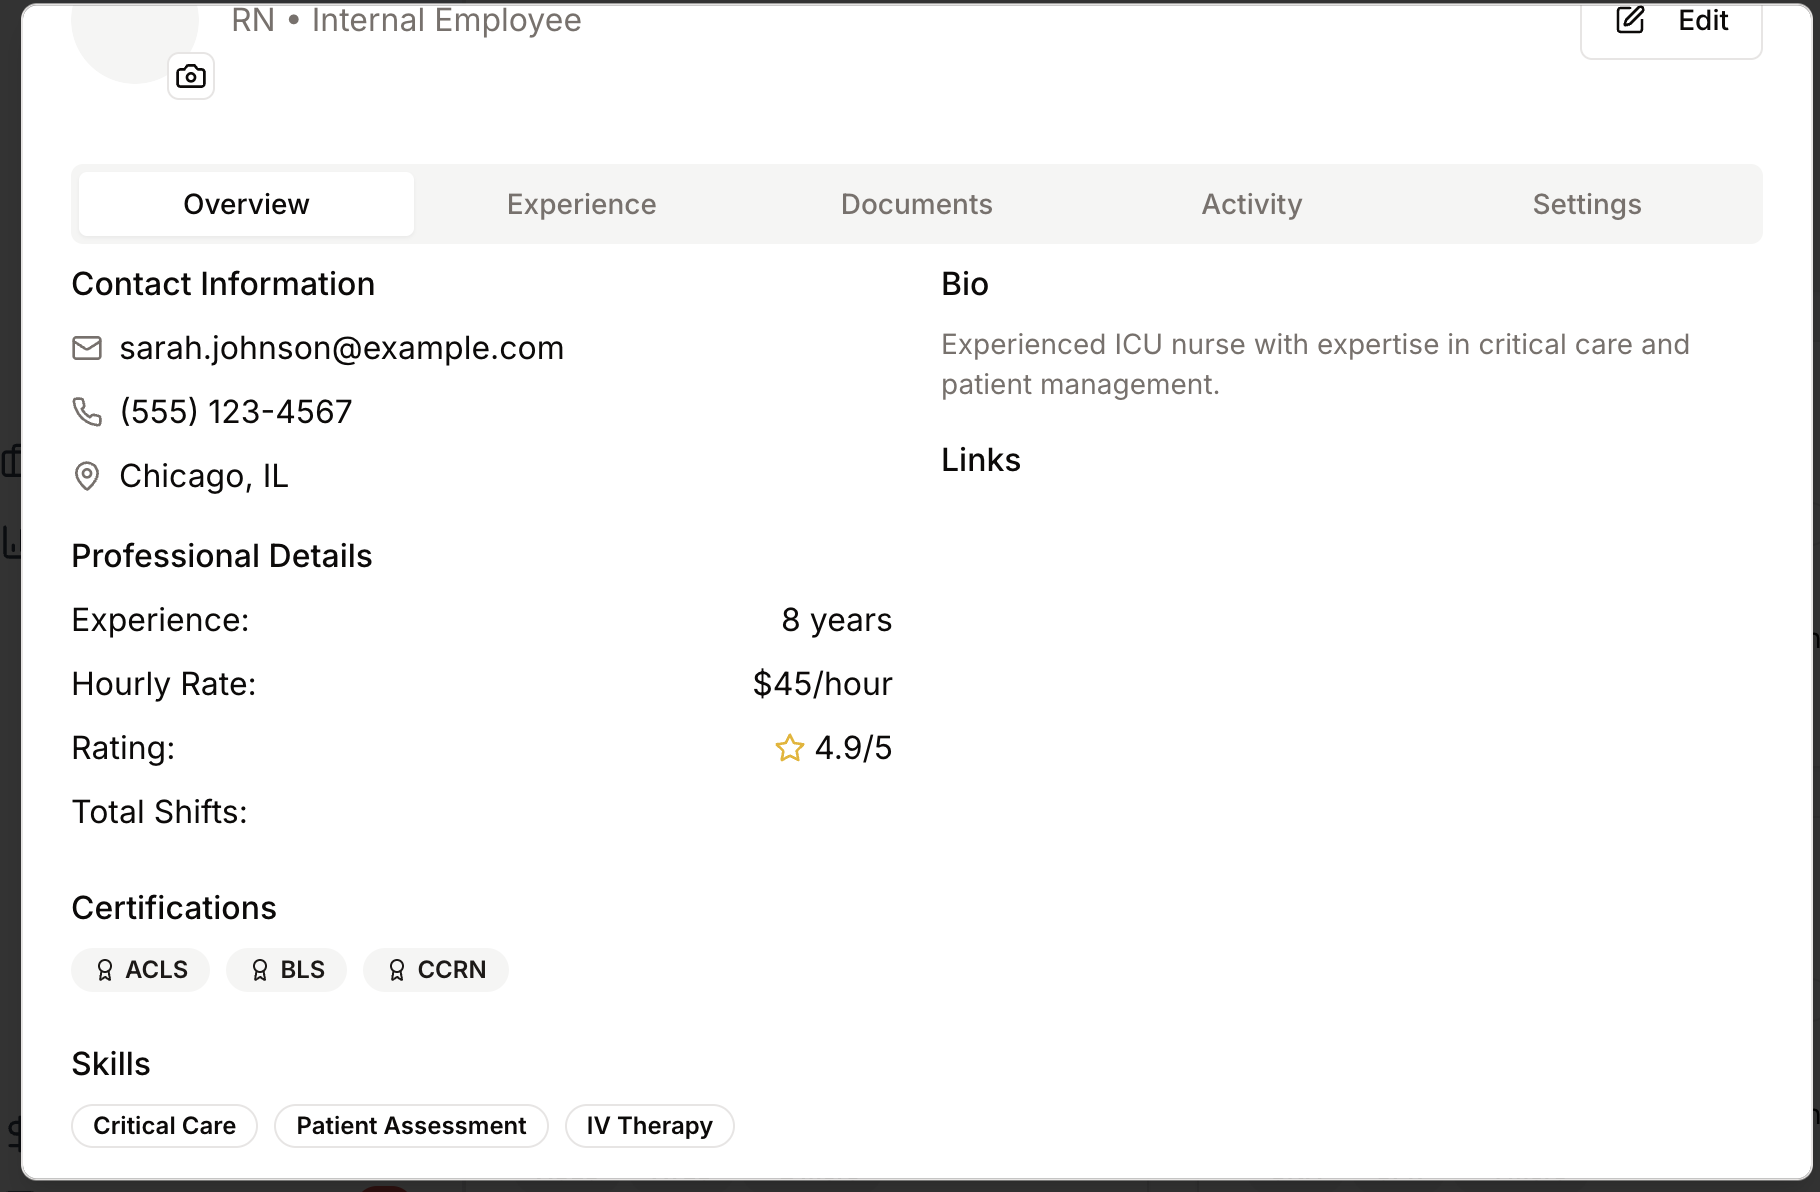 RN • Internal Employee
Edit
Overview
Experience
Documents
Activity
Settings
Contact Information
sarah.johnson@example.com
(555) 123-4567
Chicago, IL
Professional Details
Experience: 8 years
Hourly Rate: $45/hour
Rating: 4.9/5
Total Shifts:
Certifications
ACLS
BLS
CCRN
Skills
Critical Care
Patient Assessment
IV Therapy
Bio
Experienced ICU nurse with expertise in critical care and
patient management.
Links